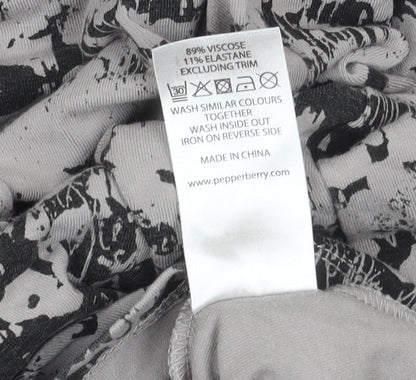 89% VISCOSE
11% ELASTANE
EXCLUDING TRIM
30°
WASH SIMILAR COLOURS
TOGETHER
WASH INSIDE OUT
IRON ON REVERSE SIDE
MADE IN CHINA
www.pepperberry.com